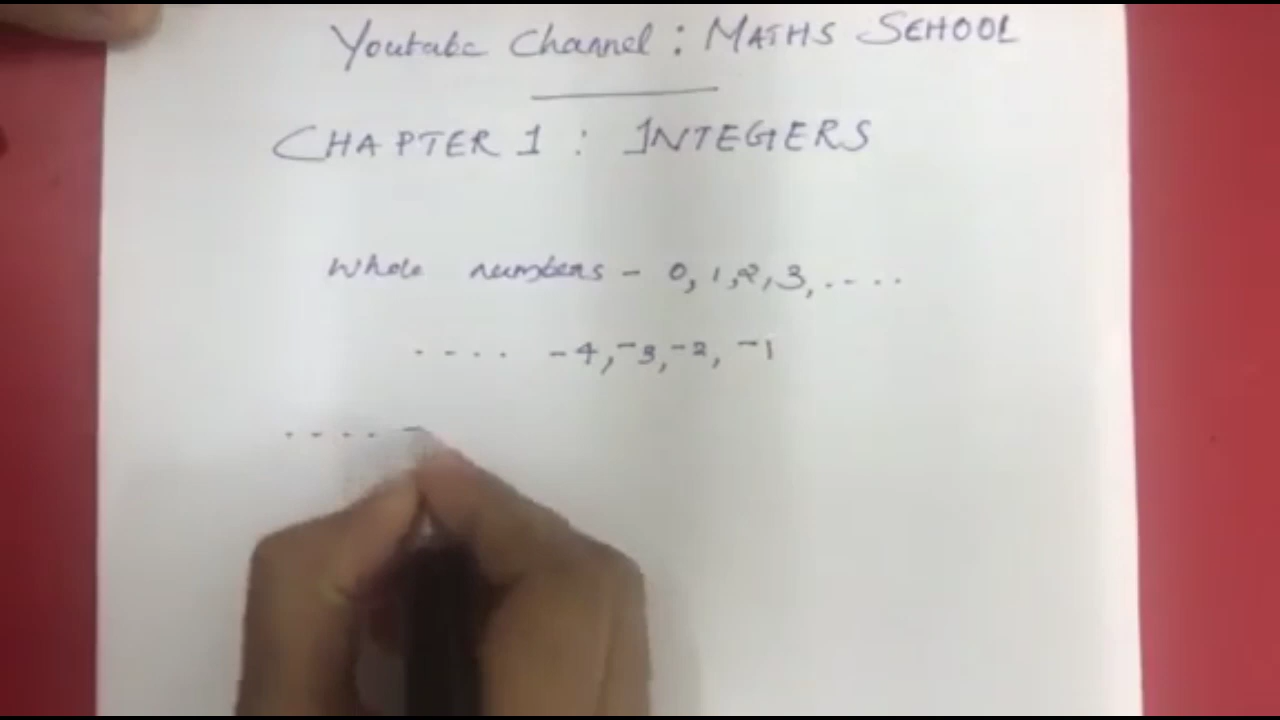 Youtube Channel : MATHS SCHOOL
CHAPTER 1 : INTEGERS
Whole numbers - 0, 1, 2, 3, ....
.... -4, -3, -2, -1
.... -